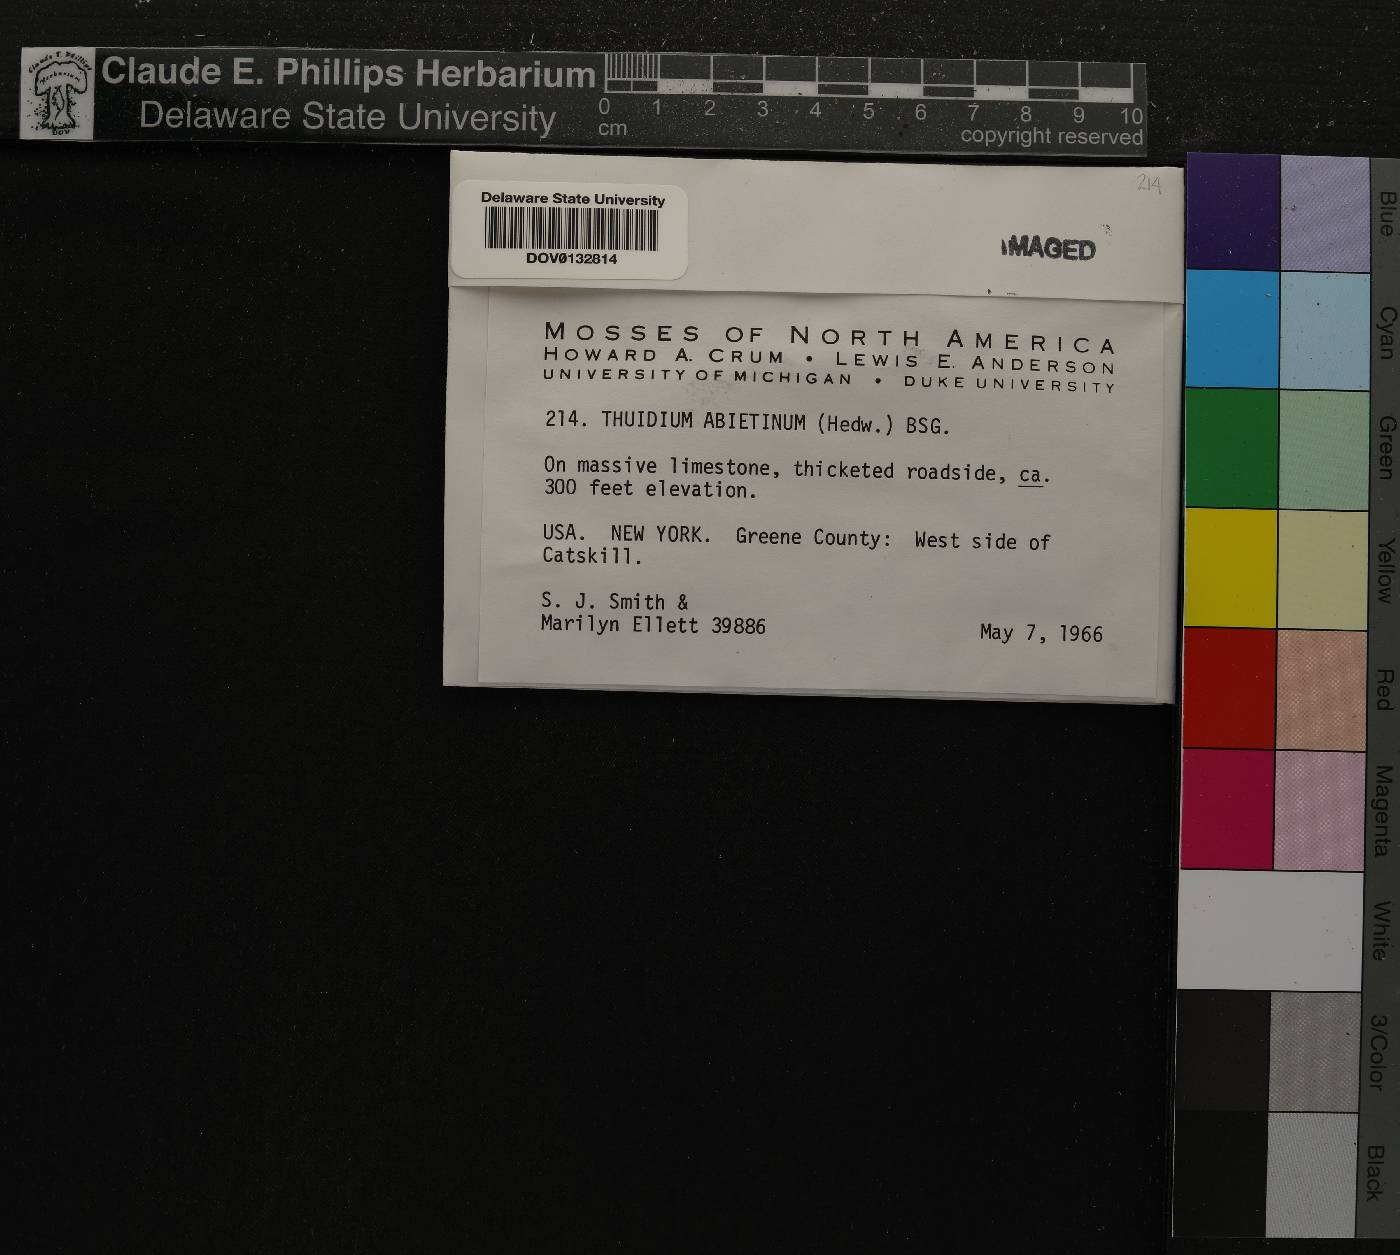 Claude E. Phillips Herbarium
Delaware State University
0 1 2 3 4 5 6 7 8 9 10
cm
copyright reserved
214
Delaware State University
DOV0132814
IMAGED
MOSSES OF NORTH AMERICA
HOWARD A. CRUM • LEWIS E. ANDERSON
UNIVERSITY OF MICHIGAN • DUKE UNIVERSITY
214. THUIDIUM ABIETINUM (Hedw.) BSG.
On massive limestone, thicketed roadside, ca.
300 feet elevation.
USA. NEW YORK. Greene County: West side of
Catskill.
S. J. Smith &
Marilyn Ellett 39886
May 7, 1966
Blue
Cyan
Green
Yellow
Red
Magenta
White
3/Color
Black